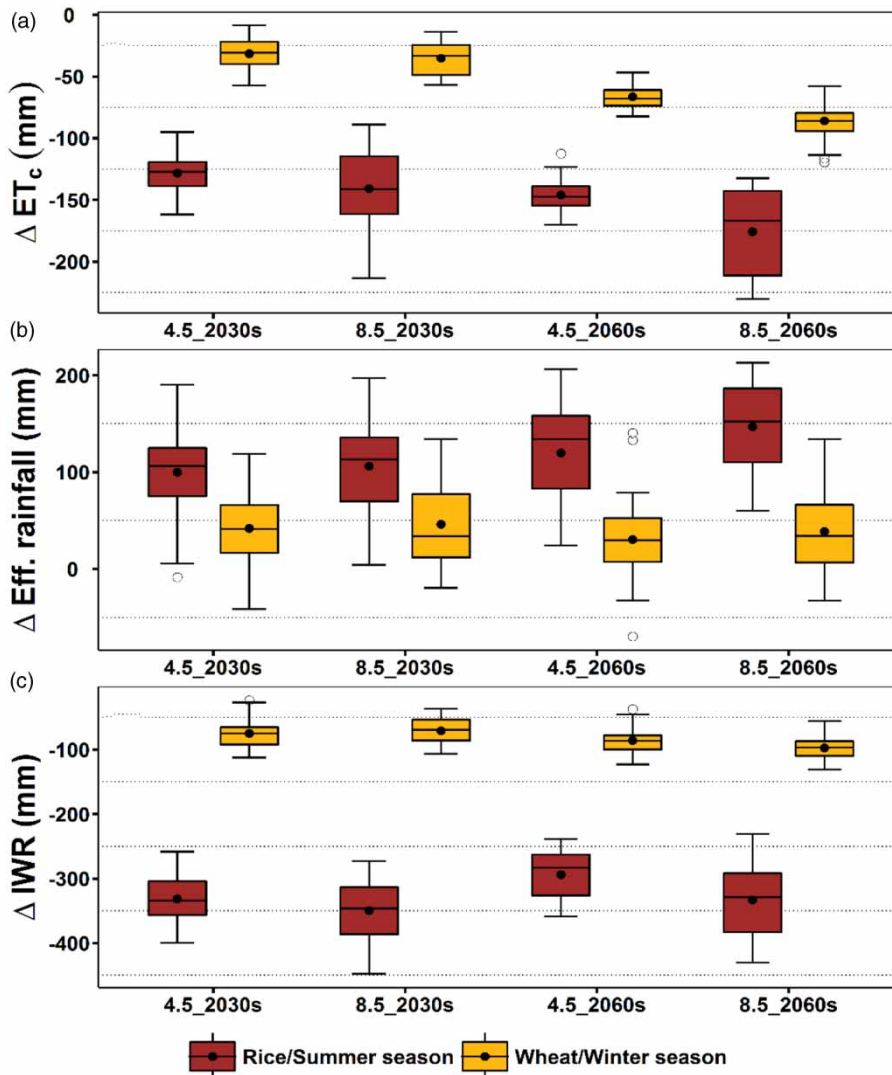 (a)
0
-50
-100
-150
-200
Δ ETc (mm)
4.5_2030s 8.5_2030s 4.5_2060s 8.5_2060s
(b)
200
100
0
Δ Eff. rainfall (mm)
4.5_2030s 8.5_2030s 4.5_2060s 8.5_2060s
(c)
-100
-200
-300
-400
Δ IWR (mm)
4.5_2030s 8.5_2030s 4.5_2060s 8.5_2060s
Rice/Summer season Wheat/Winter season